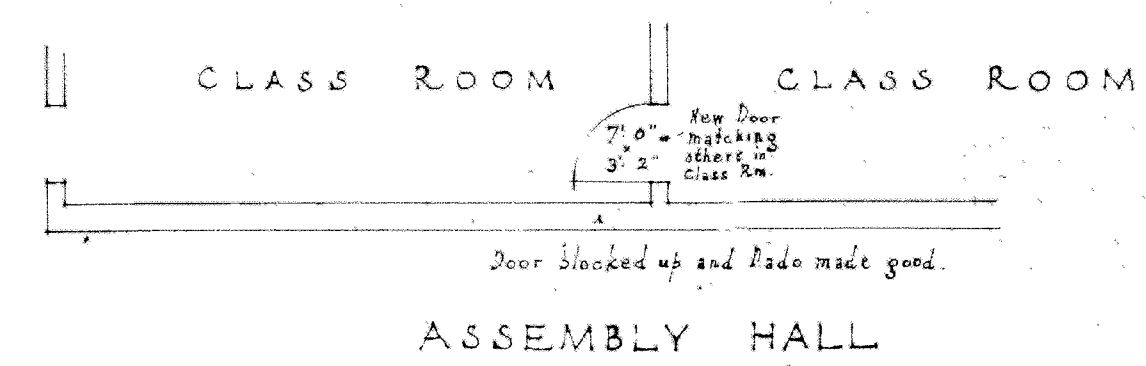 CLASS ROOM
CLASS ROOM
7'. 0"
×
3'. 2"
New Door
matching
others in
Class Rm.
A
Door blocked up and Dado made good.
ASSEMBLY HALL